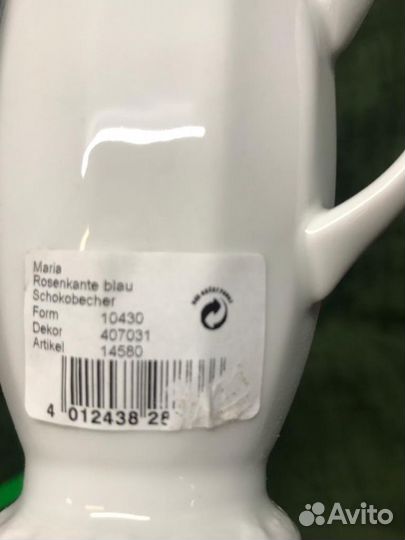 Maria
Rosenkante blau
Schokobecher
Form 10430
Dekor 407031
Artikel 14580
4 012438 28
Avito